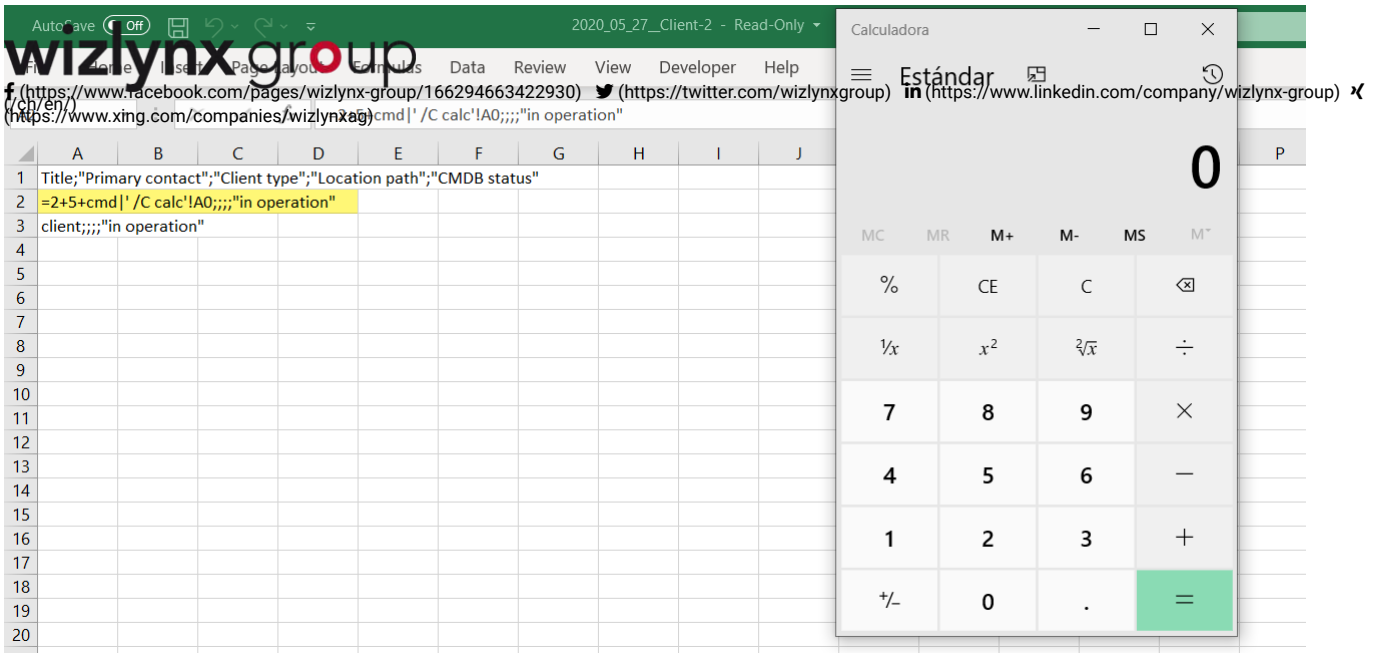 AutoSave Off 2020_05_27__Client-2 - Read-Only
wizlynx group
File Home Insert Page Layout Formulas Data Review View Developer Help
(https://www.facebook.com/pages/wizlynx-group/166294663422930) (https://twitter.com/wizlynxgroup) in (https://www.linkedin.com/company/wizlynx-group)
(/ch/en/)
(https://www.xing.com/companies/wizlynxag)
=2+5+cmd|' /C calc'!A0;;;;"in operation"
A B C D E F G H I J P
1 Title;"Primary contact";"Client type";"Location path";"CMDB status"
2 =2+5+cmd|' /C calc'!A0;;;;"in operation"
3 client;;;;"in operation"
4
5
6
7
8
9
10
11
12
13
14
15
16
17
18
19
20
Calculadora
Estándar
0
MC MR M+ M- MS M
% CE C
1/x x² ²√x ÷
7 8 9 ×
4 5 6 −
1 2 3 +
+/− 0 . =